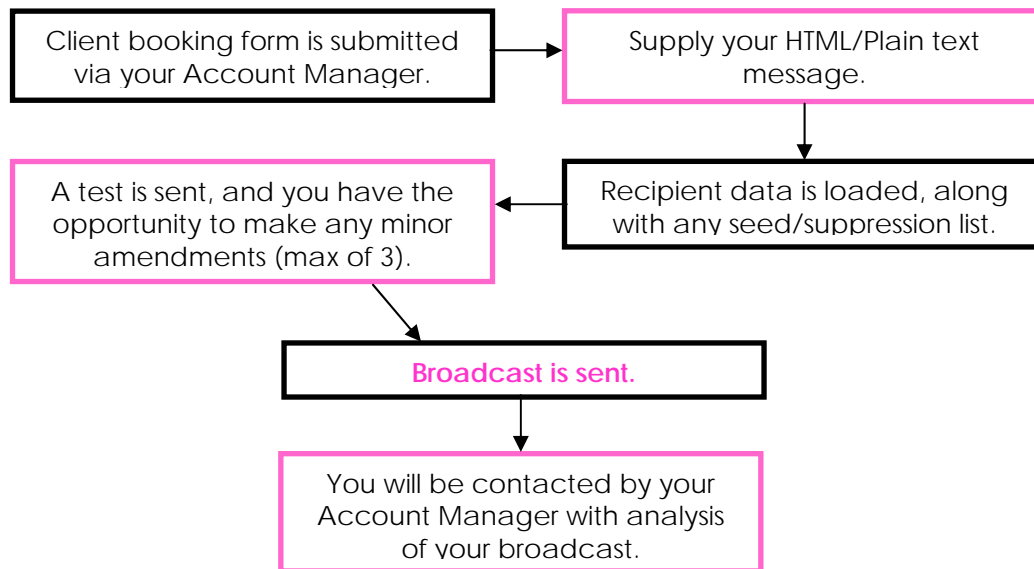 Client booking form is submitted
via your Account Manager.
Supply your HTML/Plain text
message.
A test is sent, and you have the
opportunity to make any minor
amendments (max of 3).
Recipient data is loaded, along
with any seed/suppression list.
Broadcast is sent.
You will be contacted by your
Account Manager with analysis
of your broadcast.